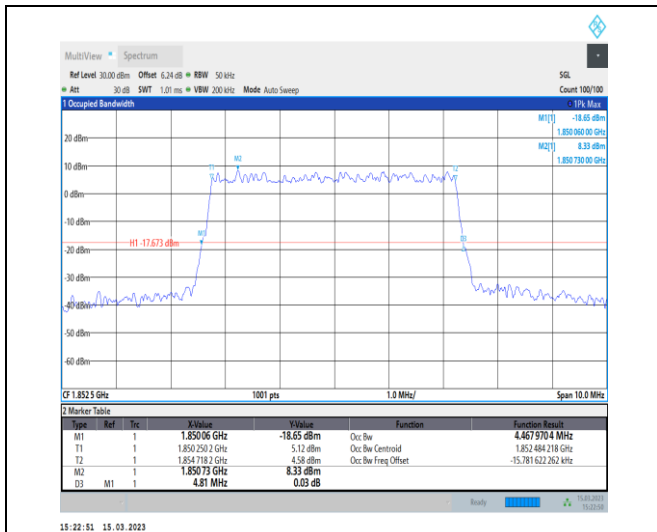 MultiView Spectrum
Ref Level 30.00 dBm Offset 6.24 dB RBW 50 kHz SGL
Att 30 dB SWT 1.01 ms VBW 200 kHz Mode Auto Sweep Count 100/100
1 Occupied Bandwidth 1Pk Max
M1[1] -18.65 dBm
1.850 060 00 GHz
M2[1] 8.33 dBm
1.850 730 00 GHz
20 dBm
10 dBm
0 dBm
-10 dBm
-20 dBm
-30 dBm
-40 dBm
-50 dBm
-60 dBm
T1 M2 T2
M1 D3
H1 -17.673 dBm
CF 1.852 5 GHz 1001 pts 1.0 MHz/ Span 10.0 MHz
2 Marker Table
Type Ref Trc X-Value Y-Value Function Function Result
M1 1 1.850 06 GHz -18.65 dBm Occ Bw 4.467 970 4 MHz
T1 1 1.850 250 2 GHz 5.12 dBm Occ Bw Centroid 1.852 484 218 GHz
T2 1 1.854 718 2 GHz 4.58 dBm Occ Bw Freq Offset -15.781 622 262 kHz
M2 1 1.850 73 GHz 8.33 dBm
D3 M1 1 4.81 MHz 0.03 dB
Ready 15.03.2023
15:22:50
15:22:51 15.03.2023